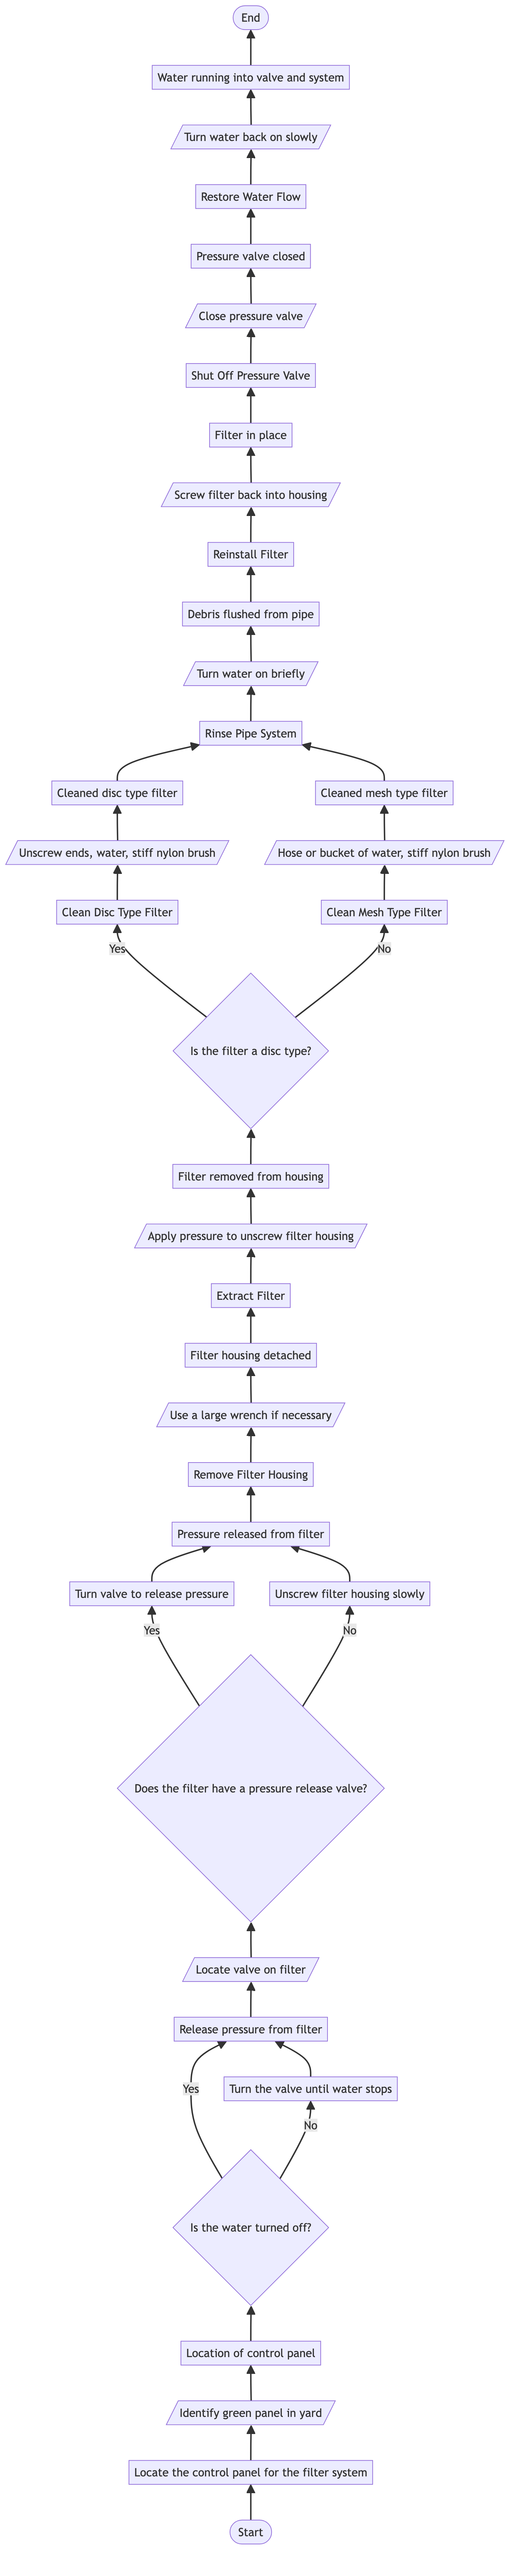 End
Water running into valve and system
Turn water back on slowly
Restore Water Flow
Pressure valve closed
Close pressure valve
Shut Off Pressure Valve
Filter in place
Screw filter back into housing
Reinstall Filter
Debris flushed from pipe
Turn water on briefly
Rinse Pipe System
Cleaned disc type filter
Cleaned mesh type filter
Unscrew ends, water, stiff nylon brush
Hose or bucket of water, stiff nylon brush
Clean Disc Type Filter
Clean Mesh Type Filter
Yes
No
Is the filter a disc type?
Filter removed from housing
Apply pressure to unscrew filter housing
Extract Filter
Filter housing detached
Use a large wrench if necessary
Remove Filter Housing
Pressure released from filter
Turn valve to release pressure
Unscrew filter housing slowly
Yes
No
Does the filter have a pressure release valve?
Locate valve on filter
Release pressure from filter
Yes
Turn the valve until water stops
No
Is the water turned off?
Location of control panel
Identify green panel in yard
Locate the control panel for the filter system
Start